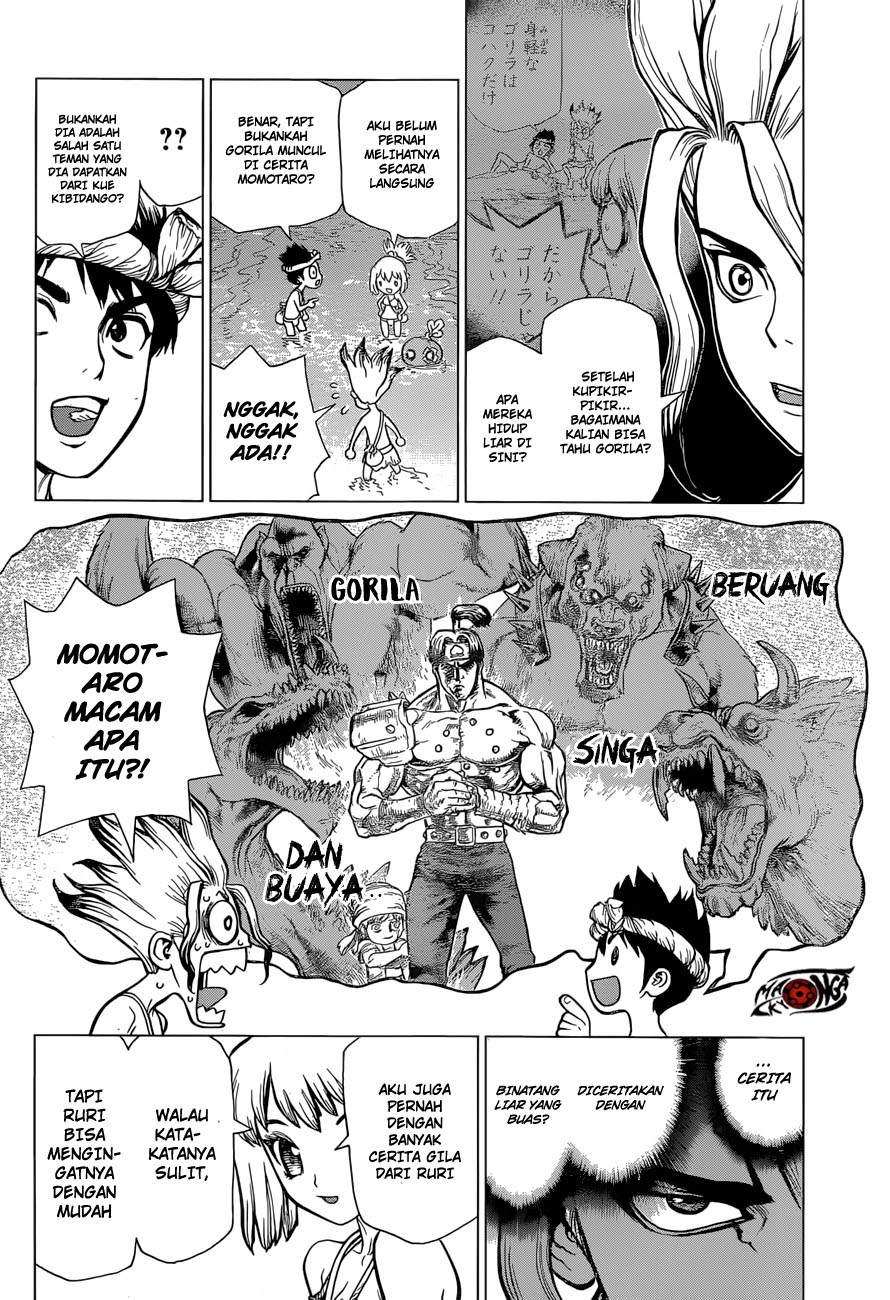 身軽な
ゴリラは
コハクだけ
だから
ゴリラじ
ない!!
SETELAH
KUPIKIR-
PIKIR...
BAGAIMANA
KALIAN BISA
TAHU GORILA?
APA
MEREKA
HIDUP
LIAR DI
SINI?
AKU BELUM
PERNAH
MELIHATNYA
SECARA
LANGSUNG
BENAR, TAPI
BUKANKAH
GORILA MUNCUL
DI CERITA
MOMOTARO?
NGGAK,
NGGAK
ADA!!
??
BUKANKAH
DIA ADALAH
SALAH SATU
TEMAN YANG
DIA DAPATKAN
DARI KUE
KIBIDANGO?
BERUANG
GORILA
SINGA
DAN
BUAYA
MOMOT-
ARO
MACAM
APA
ITU?!
...
CERITA
ITU
DICERITAKAN
DENGAN
BINATANG
LIAR YANG
BUAS?
AKU JUGA
PERNAH
DENGAN
BANYAK
CERITA GILA
DARI RURI
WALAU
KATA-
KATANYA
SULIT,
TAPI
RURI
BISA
MENGIN-
GATNYA
DENGAN
MUDAH